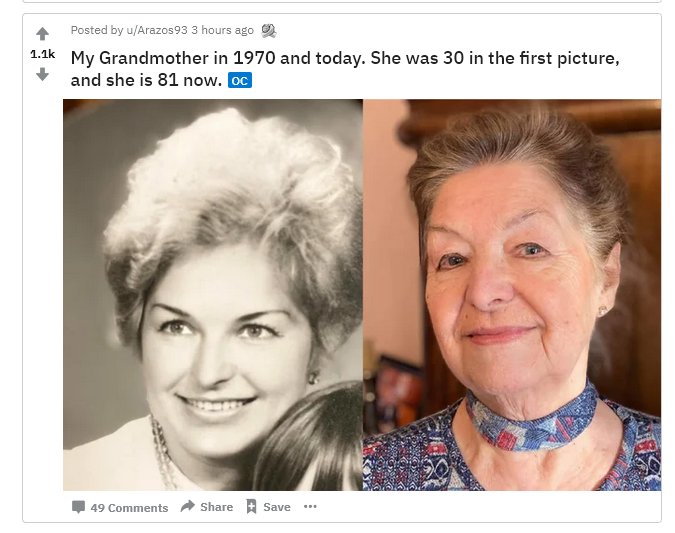 Posted by u/Arazos93 3 hours ago
1.1k
My Grandmother in 1970 and today. She was 30 in the first picture,
and she is 81 now. OC
49 Comments Share Save ···